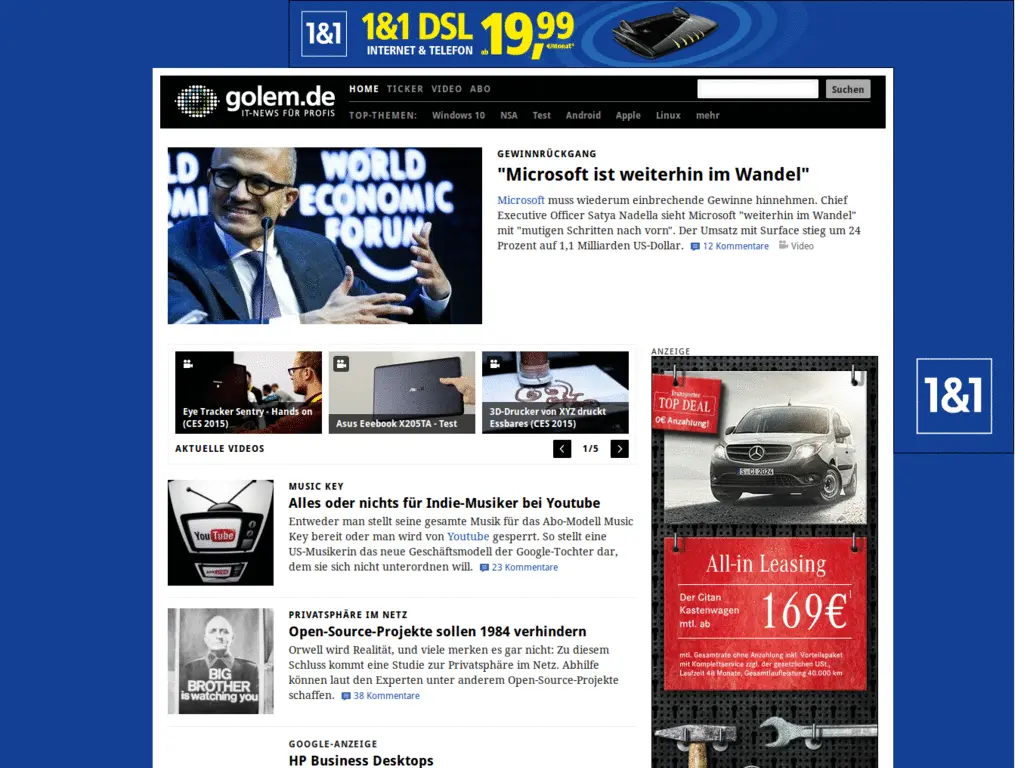 1&1
1&1 DSL
INTERNET & TELEFON
ab 19,99
€/Monat*
golem.de
IT-NEWS FÜR PROFIS
HOME TICKER VIDEO ABO
Suchen
TOP-THEMEN: Windows 10 NSA Test Android Apple Linux mehr
LD WORLD
MI ECONOMIC
FORUM
GEWINNRÜCKGANG
"Microsoft ist weiterhin im Wandel"
Microsoft muss wiederum einbrechende Gewinne hinnehmen. Chief
Executive Officer Satya Nadella sieht Microsoft "weiterhin im Wandel"
mit "mutigen Schritten nach vorn". Der Umsatz mit Surface stieg um 24
Prozent auf 1,1 Milliarden US-Dollar. 12 Kommentare Video
Eye Tracker Sentry - Hands on
(CES 2015)
Asus Eeebook X205TA - Test
3D-Drucker von XYZ druckt
Essbares (CES 2015)
AKTUELLE VIDEOS
1/5
MUSIC KEY
Alles oder nichts für Indie-Musiker bei Youtube
Entweder man stellt seine gesamte Musik für das Abo-Modell Music
Key bereit oder man wird von Youtube gesperrt. So stellt eine
US-Musikerin das neue Geschäftsmodell der Google-Tochter dar,
dem sie sich nicht unterordnen will. 23 Kommentare
YouTube
PRIVATSPHÄRE IM NETZ
Open-Source-Projekte sollen 1984 verhindern
Orwell wird Realität, und viele merken es gar nicht: Zu diesem
Schluss kommt eine Studie zur Privatsphäre im Netz. Abhilfe
können laut den Experten unter anderem Open-Source-Projekte
schaffen. 38 Kommentare
BIG
BROTHER
is watching you
GOOGLE-ANZEIGE
HP Business Desktops
ANZEIGE
Transporter
TOP DEAL
0€ Anzahlung!
All-in Leasing
Der Citan
Kastenwagen
mtl. ab
169€
mtl. Gesamtrate ohne Anzahlung inkl. Vorteilspaket
mit Komplettservice zzgl. der gesetzlichen USt.,
Laufzeit 48 Monate, Gesamtlaufleistung 40.000 km
1&1